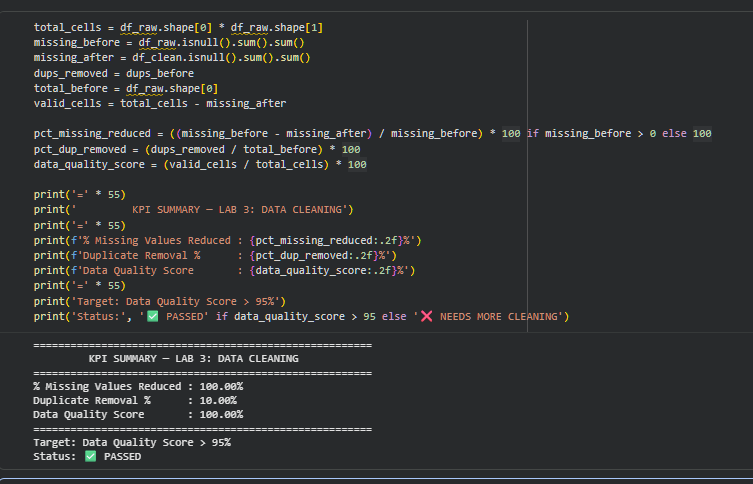 total_cells = df_raw.shape[0] * df_raw.shape[1]
missing_before = df_raw.isnull().sum().sum()
missing_after = df_clean.isnull().sum().sum()
dups_removed = dups_before
total_before = df_raw.shape[0]
valid_cells = total_cells - missing_after

pct_missing_reduced = ((missing_before - missing_after) / missing_before) * 100 if missing_before > 0 else 100
pct_dup_removed = (dups_removed / total_before) * 100
data_quality_score = (valid_cells / total_cells) * 100

print('=' * 55)
print('         KPI SUMMARY — LAB 3: DATA CLEANING')
print('=' * 55)
print(f'% Missing Values Reduced : {pct_missing_reduced:.2f}%')
print(f'Duplicate Removal %      : {pct_dup_removed:.2f}%')
print(f'Data Quality Score       : {data_quality_score:.2f}%')
print('=' * 55)
print('Target: Data Quality Score > 95%')
print('Status:', '✅ PASSED' if data_quality_score > 95 else '❌ NEEDS MORE CLEANING')

=======================================================
         KPI SUMMARY — LAB 3: DATA CLEANING
=======================================================
% Missing Values Reduced : 100.00%
Duplicate Removal %      : 10.00%
Data Quality Score       : 100.00%
=======================================================
Target: Data Quality Score > 95%
Status: ✅ PASSED